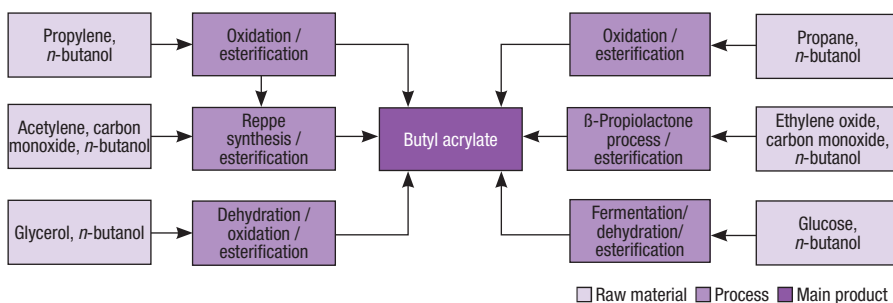 Propylene,
n-butanol
Oxidation /
esterification
Oxidation /
esterification
Propane,
n-butanol
Acetylene, carbon
monoxide, n-butanol
Reppe
synthesis /
esterification
Butyl acrylate
ß-Propiolactone
process /
esterification
Ethylene oxide,
carbon monoxide,
n-butanol
Glycerol, n-butanol
Dehydration /
oxidation /
esterification
Fermentation/
dehydration/
esterification
Glucose,
n-butanol
Raw material
Process
Main product